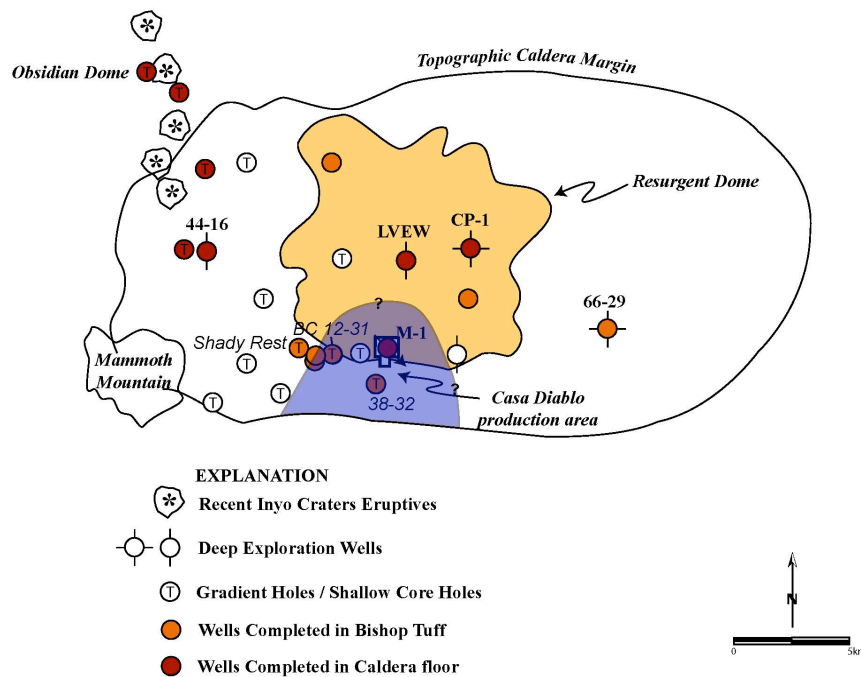 Topographic Caldera Margin
Obsidian Dome
*
*
*
*
*
T
T
T
T
Resurgent Dome
44-16
T
LVEW
CP-1
T
T
66-29
?
BC 12-31
M-1
Shady Rest
T
T
T
Mammoth
Mountain
T
T
?
38-32
T
T
Casa Diablo
production area
EXPLANATION
* Recent Inyo Craters Eruptives
Deep Exploration Wells
T Gradient Holes / Shallow Core Holes
Wells Completed in Bishop Tuff
Wells Completed in Caldera floor
N
0 5k